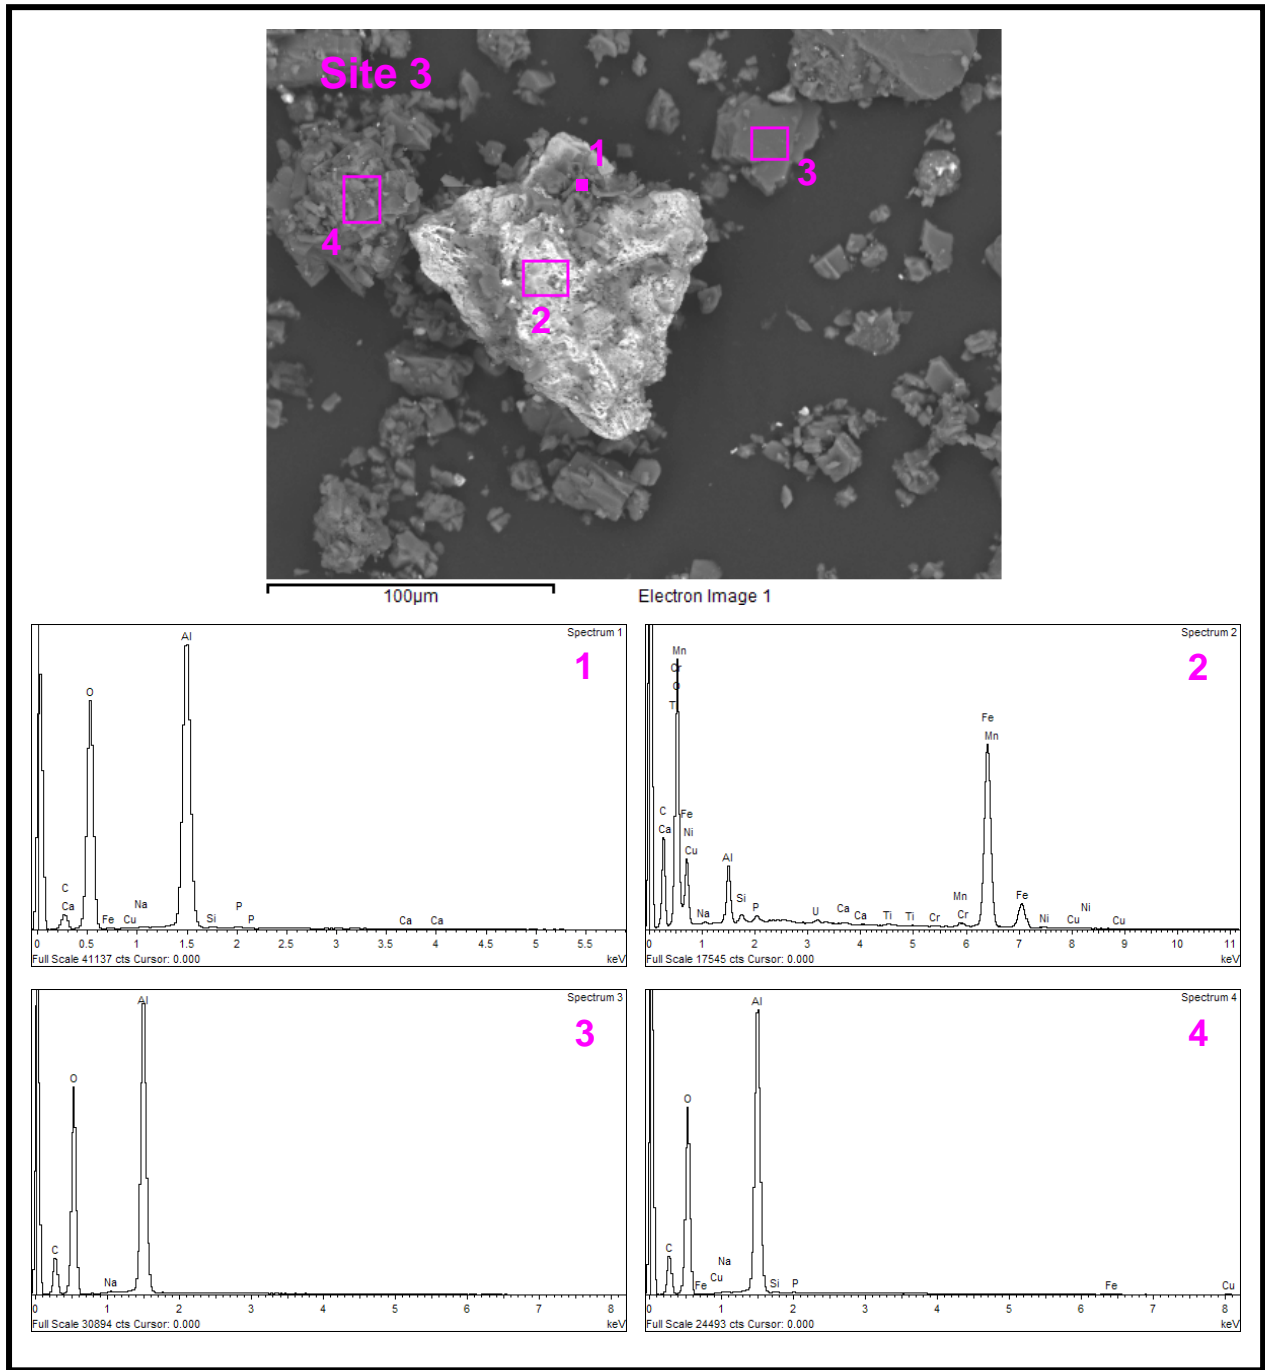 Site 3
1
3
4
2
100µm Electron Image 1
Spectrum 1
1
Al
O
C
Ca Fe Cu Na Si P P Ca Ca
0 0.5 1 1.5 2 2.5 3 3.5 4 4.5 5 5.5
Full Scale 41137 cts Cursor: 0.000 keV
Spectrum 2
2
Mn
Cr
O
Fe
Mn
C Fe
Ca Ni
Cu Al
Na Si P U Ca Ca Ti Ti Cr Mn Cr Fe Ni Cu Ni Cu
0 1 2 3 4 5 6 7 8 9 10 11
Full Scale 17545 cts Cursor: 0.000 keV
Spectrum 3
3
Al
O
C
Na
0 1 2 3 4 5 6 7 8
Full Scale 30894 cts Cursor: 0.000 keV
Spectrum 4
4
Al
O
C
Fe Cu Na Si P Fe Cu
0 1 2 3 4 5 6 7 8
Full Scale 24493 cts Cursor: 0.000 keV